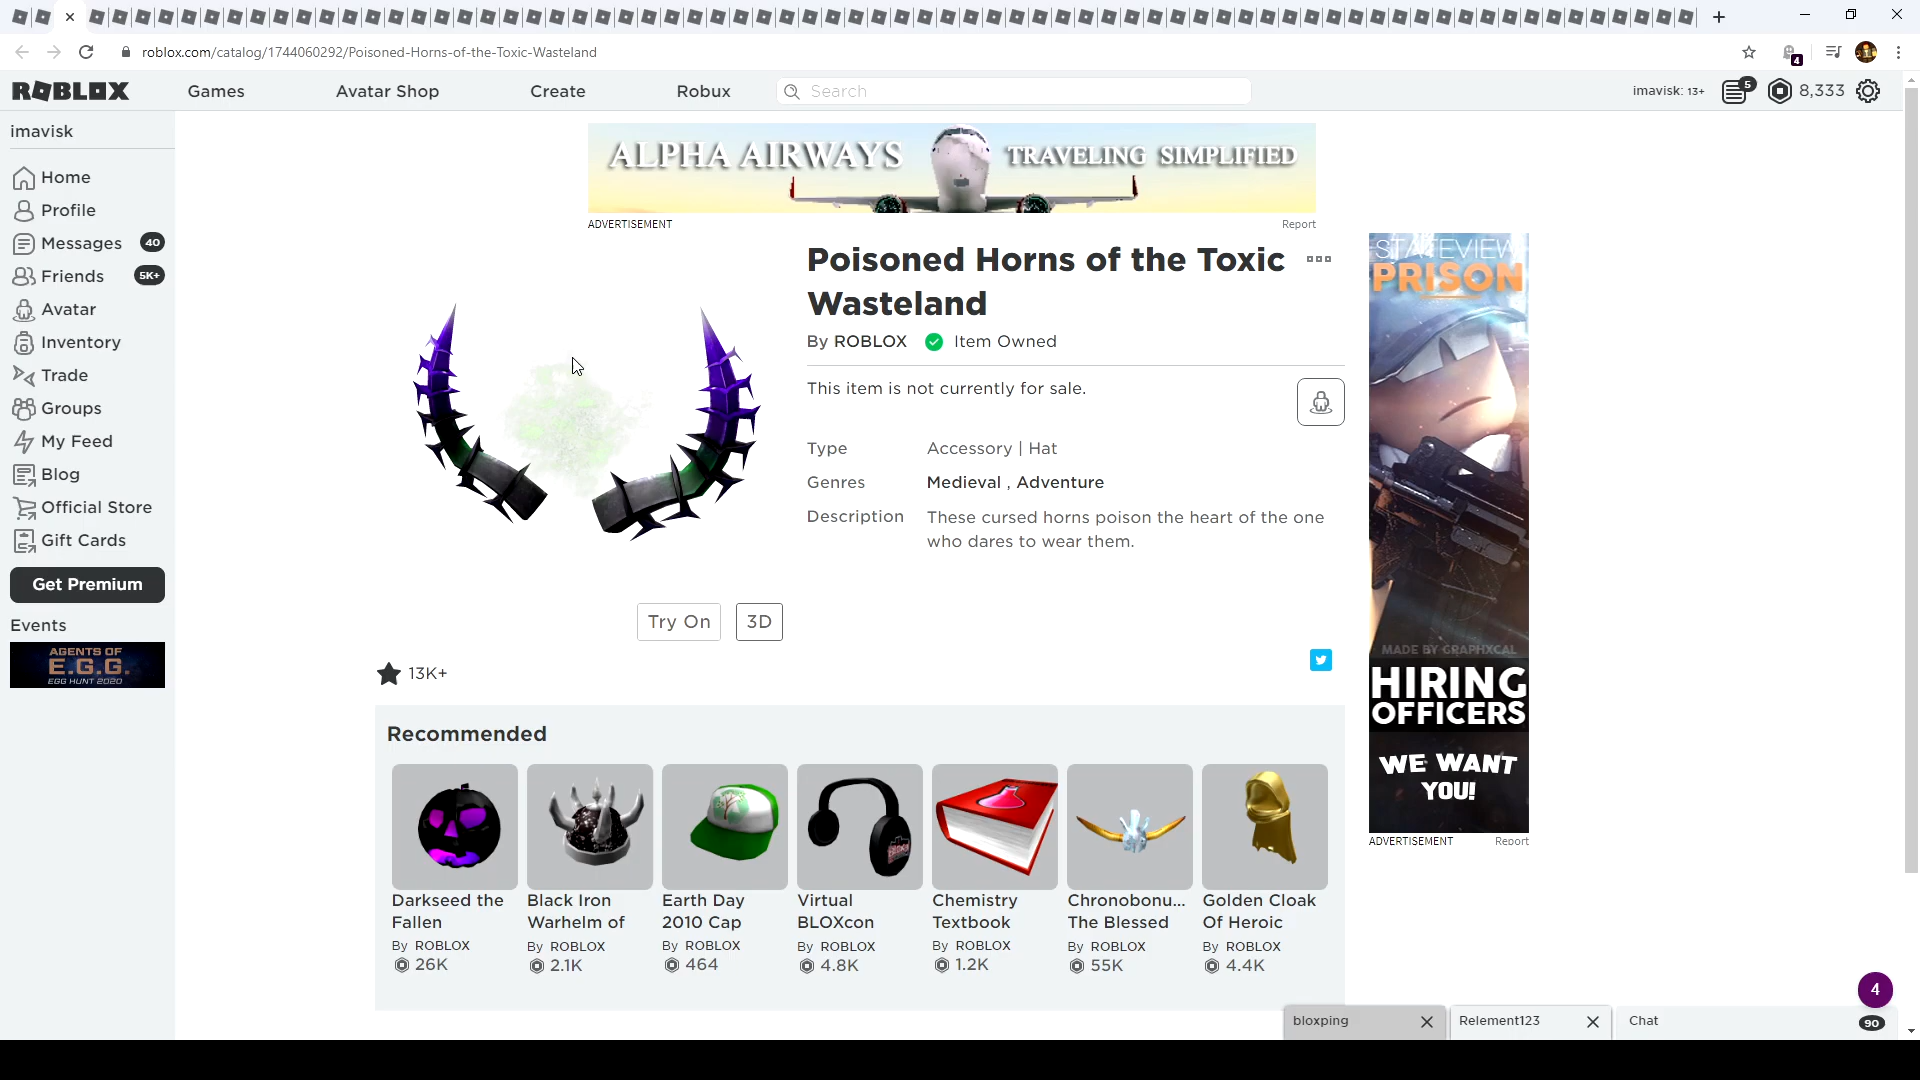 roblox.com/catalog/1744060292/Poisoned-Horns-of-the-Toxic-Wasteland
4
ROBLOX
Games
Avatar Shop
Create
Robux
Search
imavisk: 13+
5
8,333
imavisk
Home
Profile
Messages 40
Friends 5K+
Avatar
Inventory
Trade
Groups
My Feed
Blog
Official Store
Gift Cards
Get Premium
Events
AGENTS OF
E.G.G.
EGG HUNT 2020
ALPHA AIRWAYS TRAVELING SIMPLIFIED
ADVERTISEMENT
Report
Poisoned Horns of the Toxic
Wasteland
By ROBLOX Item Owned
This item is not currently for sale.
Type Accessory | Hat
Genres Medieval , Adventure
Description These cursed horns poison the heart of the one
who dares to wear them.
Try On
3D
13K+
STATEVIEW
PRISON
MADE BY GRAPHXCAL
HIRING
OFFICERS
WE WANT
YOU!
ADVERTISEMENT
Report
Recommended
Darkseed the
Fallen
By ROBLOX
26K
Black Iron
Warhelm of
By ROBLOX
2.1K
Earth Day
2010 Cap
By ROBLOX
464
Virtual
BLOXcon
By ROBLOX
4.8K
Chemistry
Textbook
By ROBLOX
1.2K
Chronobonu...
The Blessed
By ROBLOX
55K
Golden Cloak
Of Heroic
By ROBLOX
4.4K
4
bloxping
Relement123
Chat
90